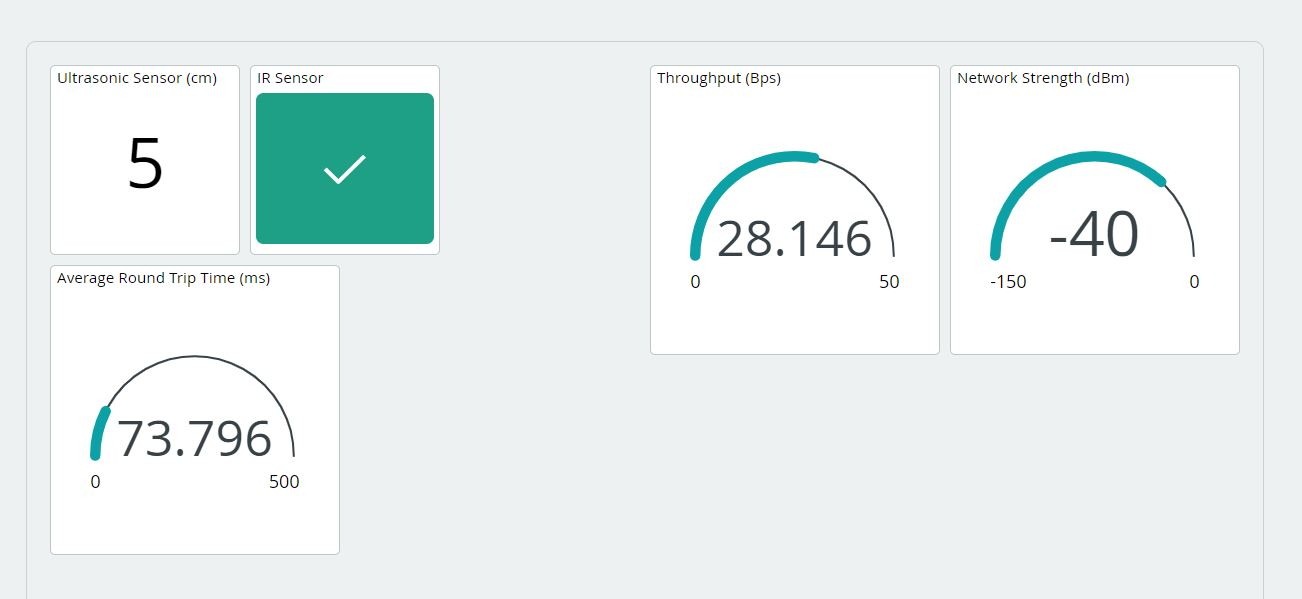 Ultrasonic Sensor (cm)
5
IR Sensor
Throughput (Bps)
28.146
0
50
Network Strength (dBm)
-40
-150
0
Average Round Trip Time (ms)
73.796
0
500